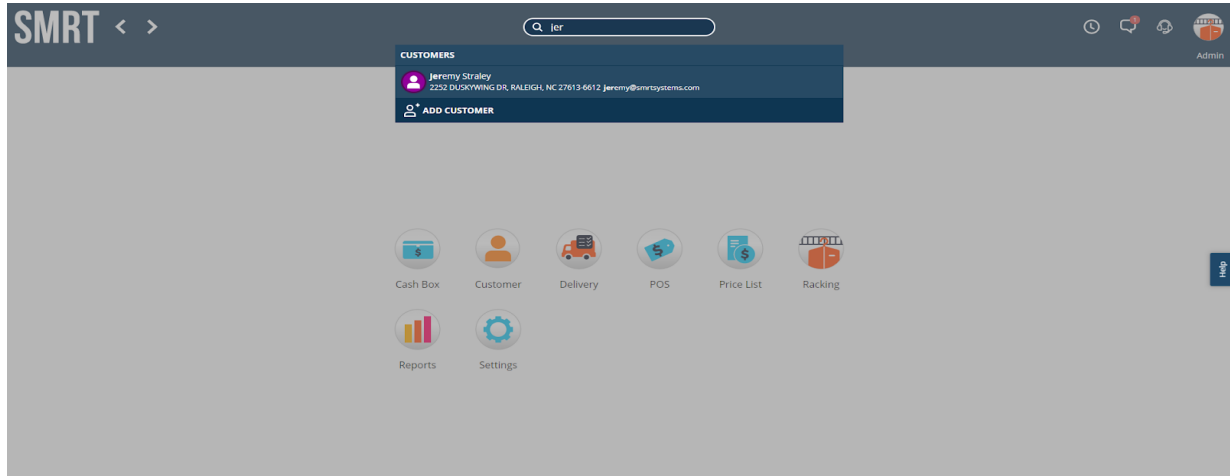 SMRT < >
jer
1
Admin
CUSTOMERS
Jeremy Straley
2252 DUSKYWING DR, RALEIGH, NC 27613-6612 jeremy@smrtsystems.com
ADD CUSTOMER
Cash Box Customer Delivery POS Price List Racking
Reports Settings
Help